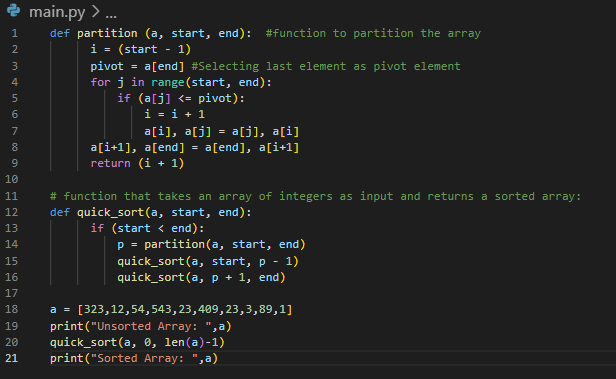 main.py > ...
1 def partition (a, start, end):  #function to partition the array
2       i = (start - 1)
3       pivot = a[end] #Selecting last element as pivot element
4       for j in range(start, end):
5           if (a[j] <= pivot):
6               i = i + 1
7               a[i], a[j] = a[j], a[i]
8       a[i+1], a[end] = a[end], a[i+1]
9       return (i + 1)
10
11 # function that takes an array of integers as input and returns a sorted array:
12 def quick_sort(a, start, end):
13       if (start < end):
14           p = partition(a, start, end)
15           quick_sort(a, start, p - 1)
16           quick_sort(a, p + 1, end)
17
18 a = [323,12,54,543,23,409,23,3,89,1]
19 print("Unsorted Array: ",a)
20 quick_sort(a, 0, len(a)-1)
21 print("Sorted Array: ",a)